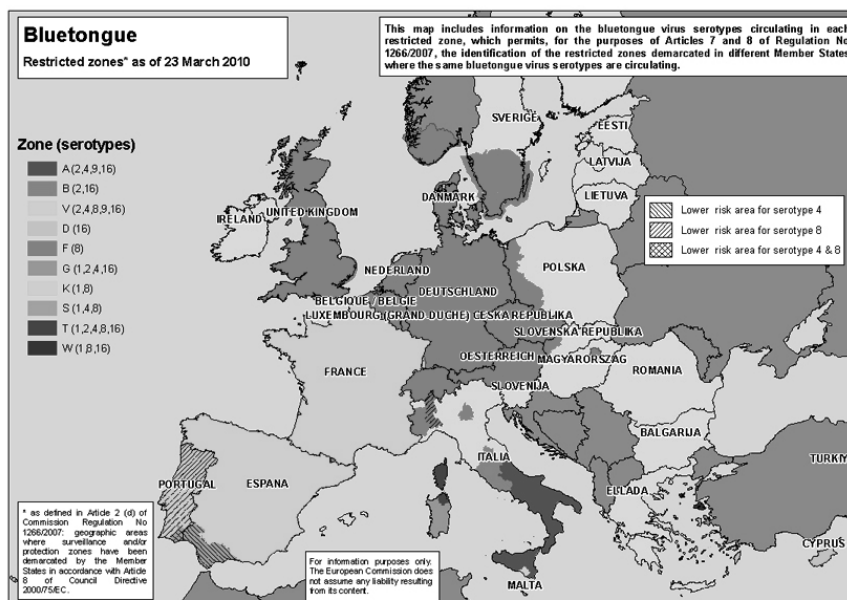 Bluetongue
Restricted zones* as of 23 March 2010
This map includes information on the bluetongue virus serotypes circulating in each
restricted zone, which permits, for the purposes of Articles 7 and 8 of Regulation No
1266/2007, the identification of the restricted zones demarcated in different Member States
where the same bluetongue virus serotypes are circulating.
Zone (serotypes)
A (2,4,9,16)
B (2,16)
V (2,4,8,9,16)
D (16)
F (8)
G (1,2,4,16)
K (1,8)
S (1,4,8)
T (1,2,4,8,16)
W (1,8,16)
Lower risk area for serotype 4
Lower risk area for serotype 8
Lower risk area for serotype 4 & 8
SVERIGE
EESTI
LATVIJA
LIETUVA
DANMARK
IRELAND
UNITED KINGDOM
NEDERLAND
POLSKA
DEUTSCHLAND
BELGIQUE / BELGIE
LUXEMBOURG (GRAND-DUCHE)
CESKA REPUBLIKA
SLOVENSKA REPUBLIKA
OESTERREICH
MAGYARORSZAG
FRANCE
SLOVENIJA
ROMANIA
BALGARIJA
ITALIA
TURKIY
PORTUGAL
ESPANA
ELLADA
CYPRUS
MALTA
* as defined in Article 2 (d) of
Commission Regulation No
1266/2007: geographic areas
where surveillance and/or
protection zones have been
demarcated by the Member
States in accordance with Article
8 of Council Directive
2000/75/EC.
For information purposes only.
The European Commission does
not assume any liability resulting
from its content.